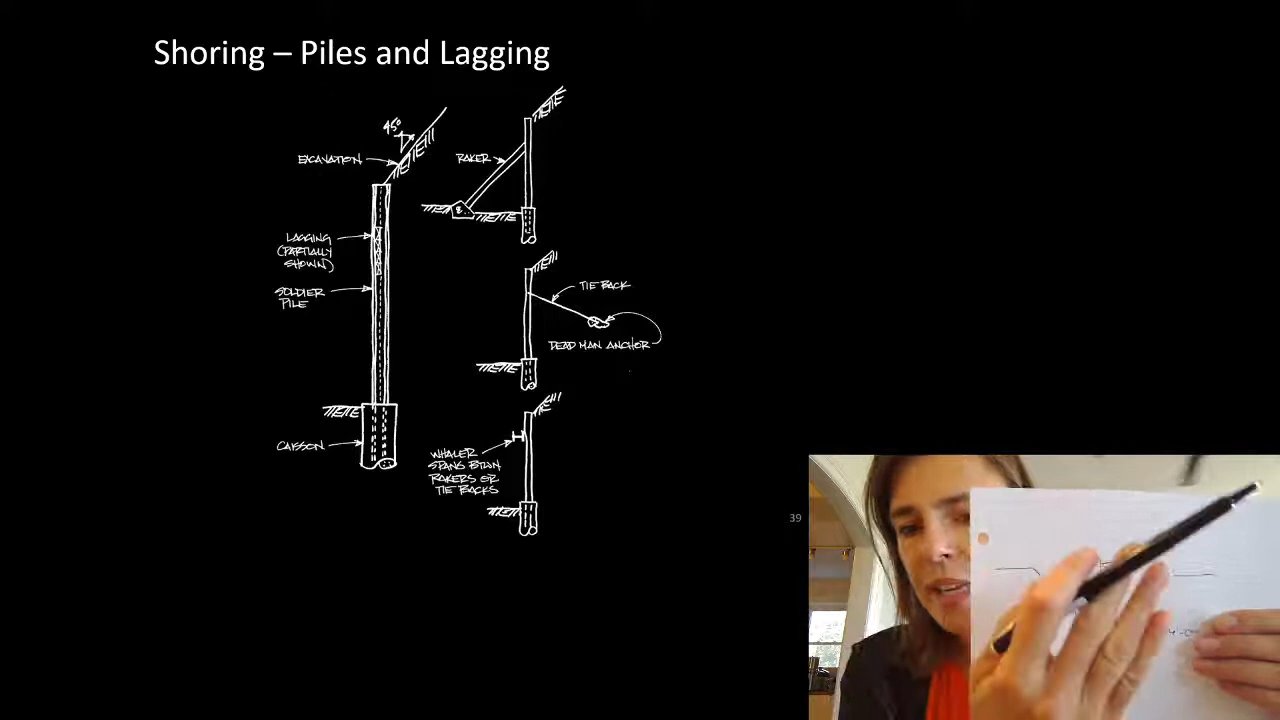 Shoring – Piles and Lagging
45°
EXCAVATION
LAGGING
(PARTIALLY
SHOWN)
SOLDIER
PILE
CAISSON
RAKER
TIE BACK
DEAD MAN ANCHOR
WHALER
SPANS BTWN
RAKERS OR
TIE BACKS
39